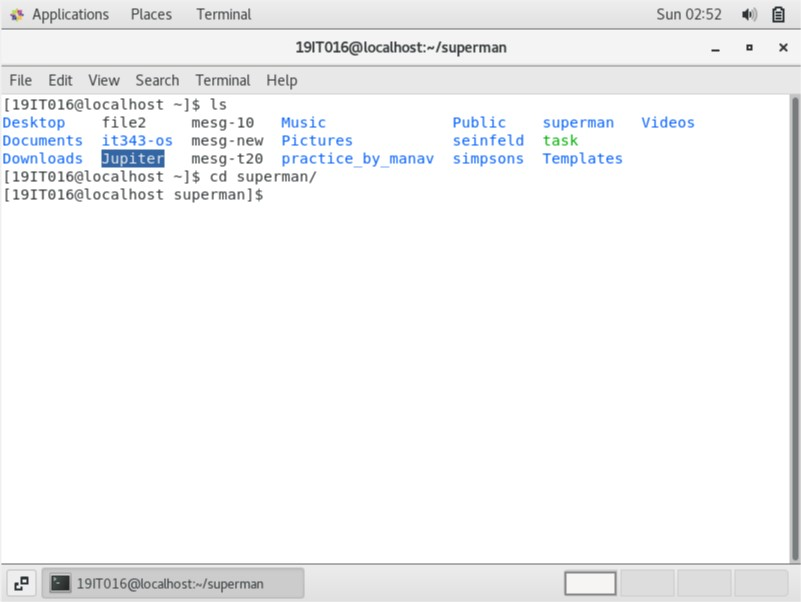 Applications Places Terminal Sun 02:52
19IT016@localhost:~/superman
File Edit View Search Terminal Help
[19IT016@localhost ~]$ ls
Desktop file2 mesg-10 Music Public superman Videos
Documents it343-os mesg-new Pictures seinfeld task
Downloads Jupiter mesg-t20 practice_by_manav simpsons Templates
[19IT016@localhost ~]$ cd superman/
[19IT016@localhost superman]$
19IT016@localhost:~/superman